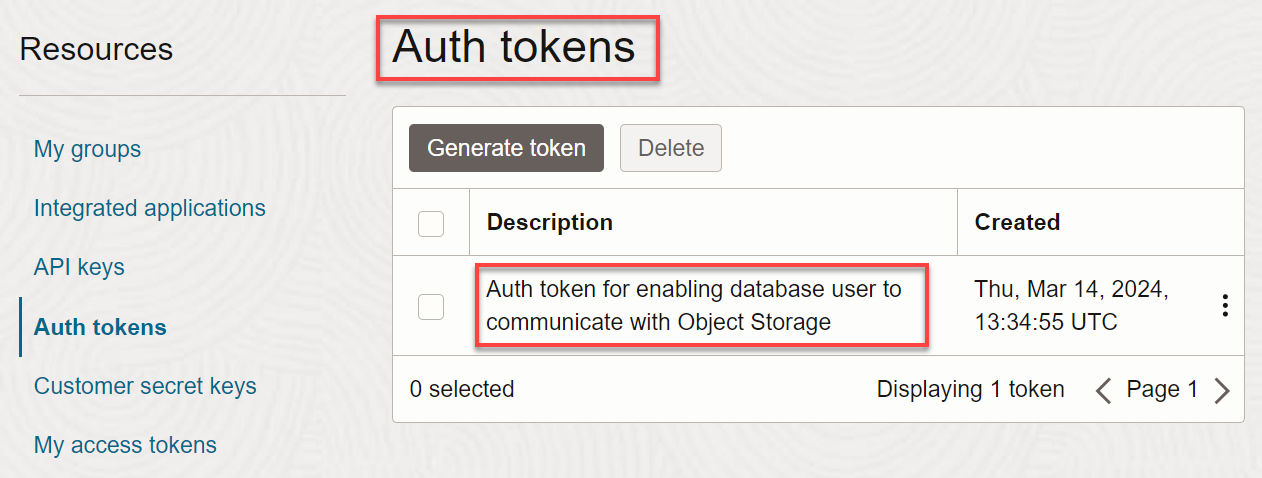 Resources
My groups
Integrated applications
API keys
Auth tokens
Customer secret keys
My access tokens
Auth tokens
Generate token Delete
Description Created
Auth token for enabling database user to
communicate with Object Storage
Thu, Mar 14, 2024,
13:34:55 UTC
0 selected Displaying 1 token Page 1